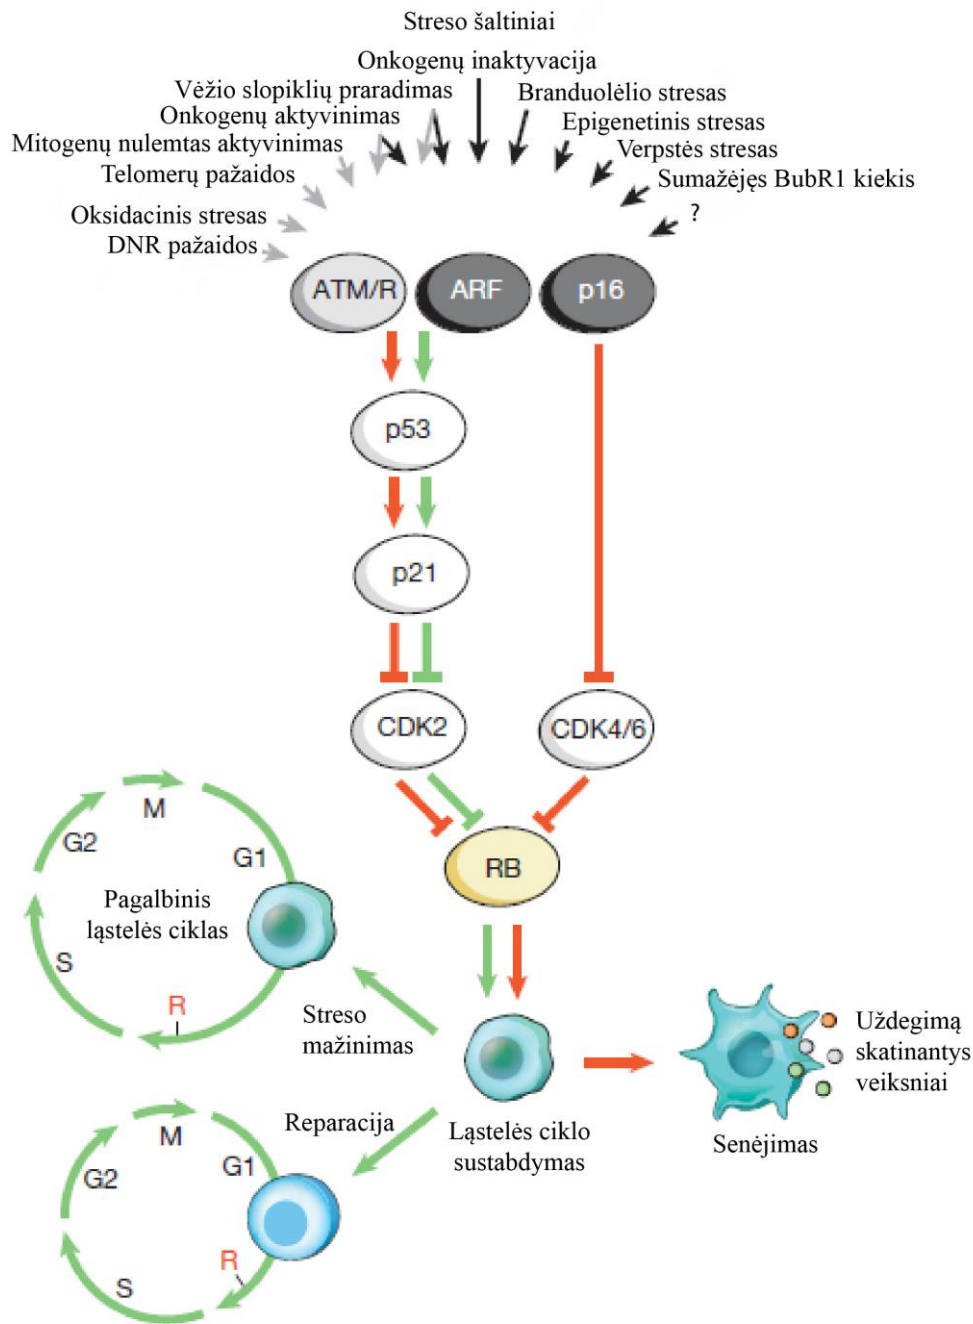 Streso šaltiniai
Onkogenų inaktyvacija
Vėžio slopiklių praradimas
Onkogenų aktyvinimas
Mitogenų nulemtas aktyvinimas
Telomerų pažaidos
Oksidacinis stresas
DNR pažaidos
Branduolėlio stresas
Epigenetinis stresas
Verpstės stresas
Sumažėjęs BubR1 kiekis
?
ATM/R
ARF
p16
p53
p21
CDK2
CDK4/6
RB
M
G2
G1
Pagalbinis
ląstelės ciklas
S
R
Streso
mažinimas
Uždegimą
skatinantys
veiksniai
Reparacija
Ląstelės ciklo
sustabdymas
Senėjimas
M
G2
G1
R
S